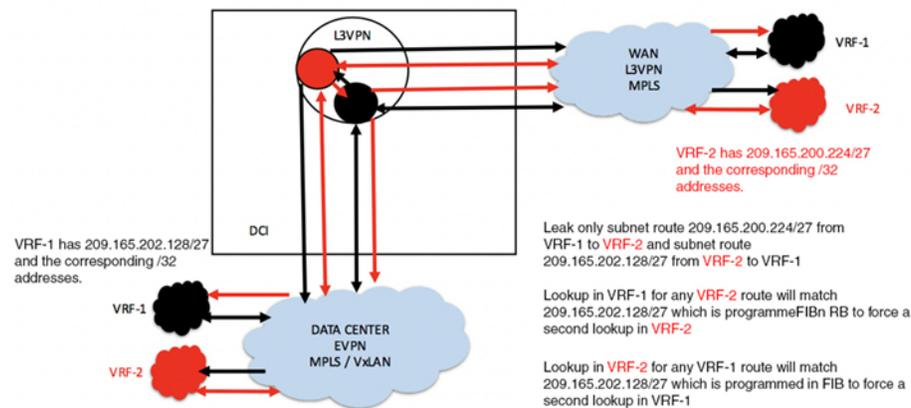 L3VPN
WAN
L3VPN
MPLS
VRF-1
VRF-2
VRF-2 has 209.165.200.224/27
and the corresponding /32
addresses.
DCI
VRF-1 has 209.165.202.128/27
and the corresponding /32
addresses.
VRF-1
VRF-2
DATA CENTER
EVPN
MPLS / VxLAN
Leak only subnet route 209.165.200.224/27 from
VRF-1 to VRF-2 and subnet route
209.165.202.128/27 from VRF-2 to VRF-1
Lookup in VRF-1 for any VRF-2 route will match
209.165.202.128/27 which is programmeFIBn RB to force a
second lookup in VRF-2
Lookup in VRF-2 for any VRF-1 route will match
209.165.202.128/27 which is programmed in FIB to force a
second lookup in VRF-1